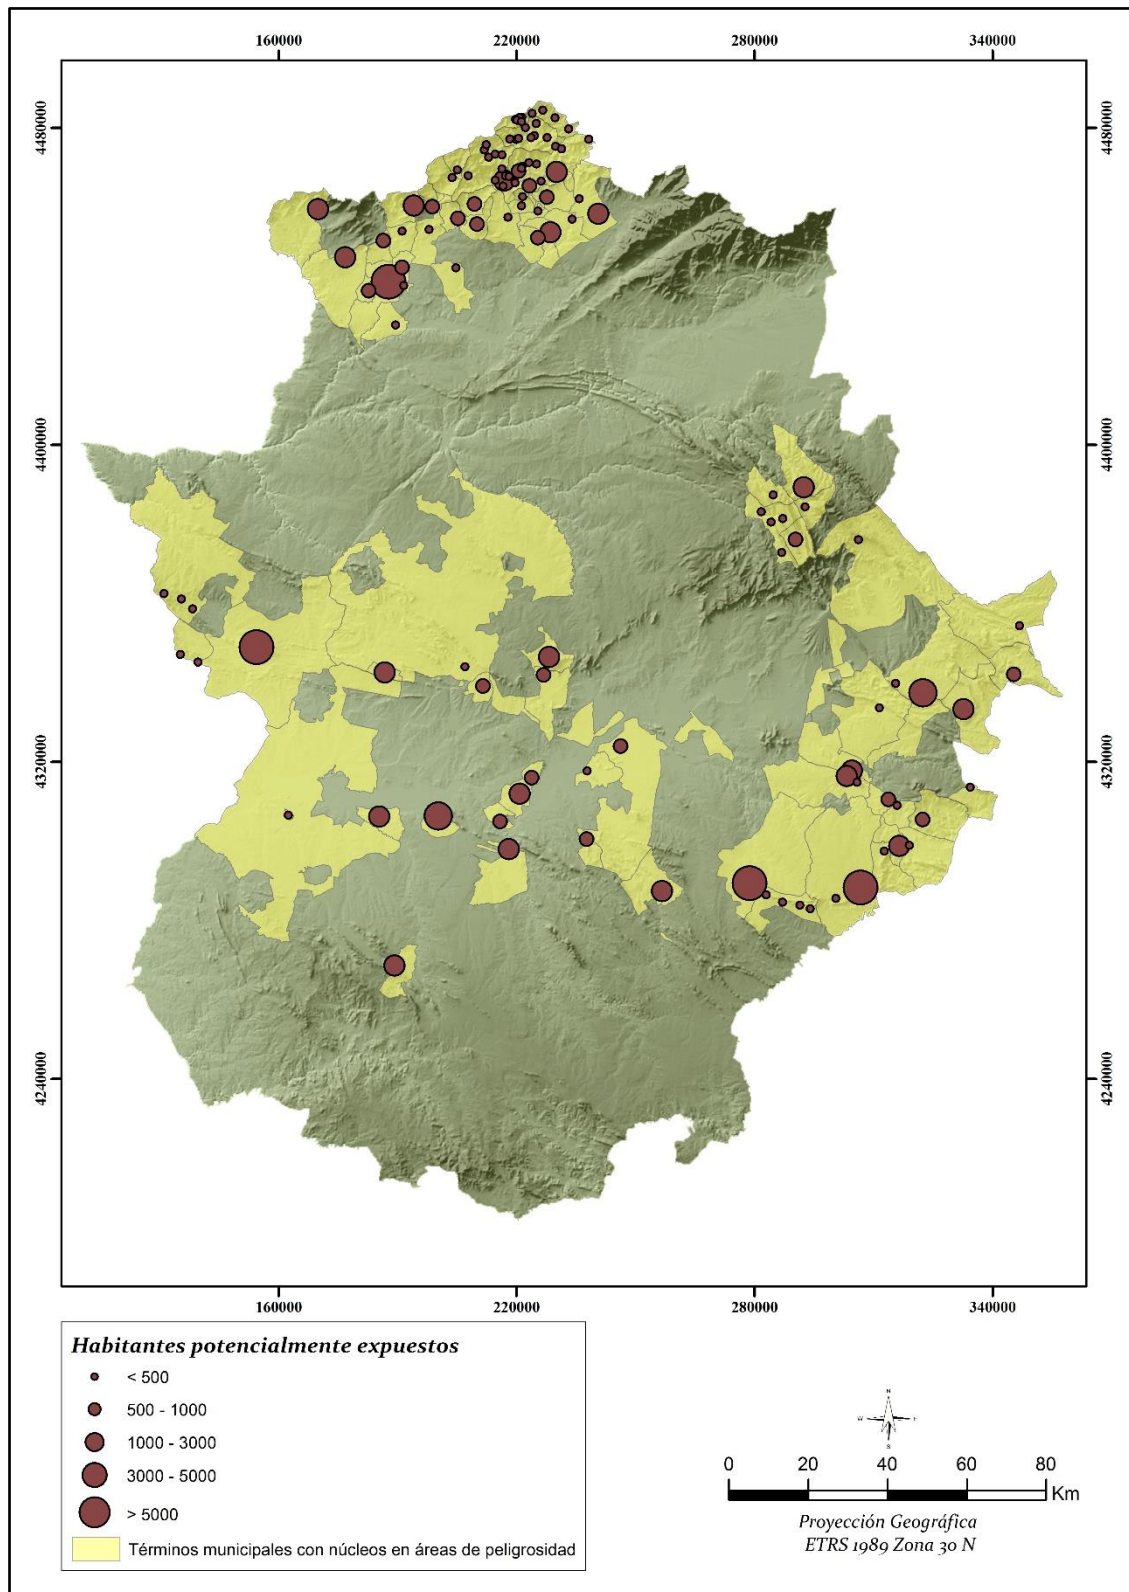 160000 220000 280000 340000
4480000 4480000
4400000 4400000
4320000 4320000
4240000 4240000
160000 220000 280000 340000
Habitantes potencialmente expuestos
< 500
500 - 1000
1000 - 3000
3000 - 5000
> 5000
Términos municipales con núcleos en áreas de peligrosidad
N
W E
S
0 20 40 60 80
Km
Proyección Geográfica
ETRS 1989 Zona 30 N